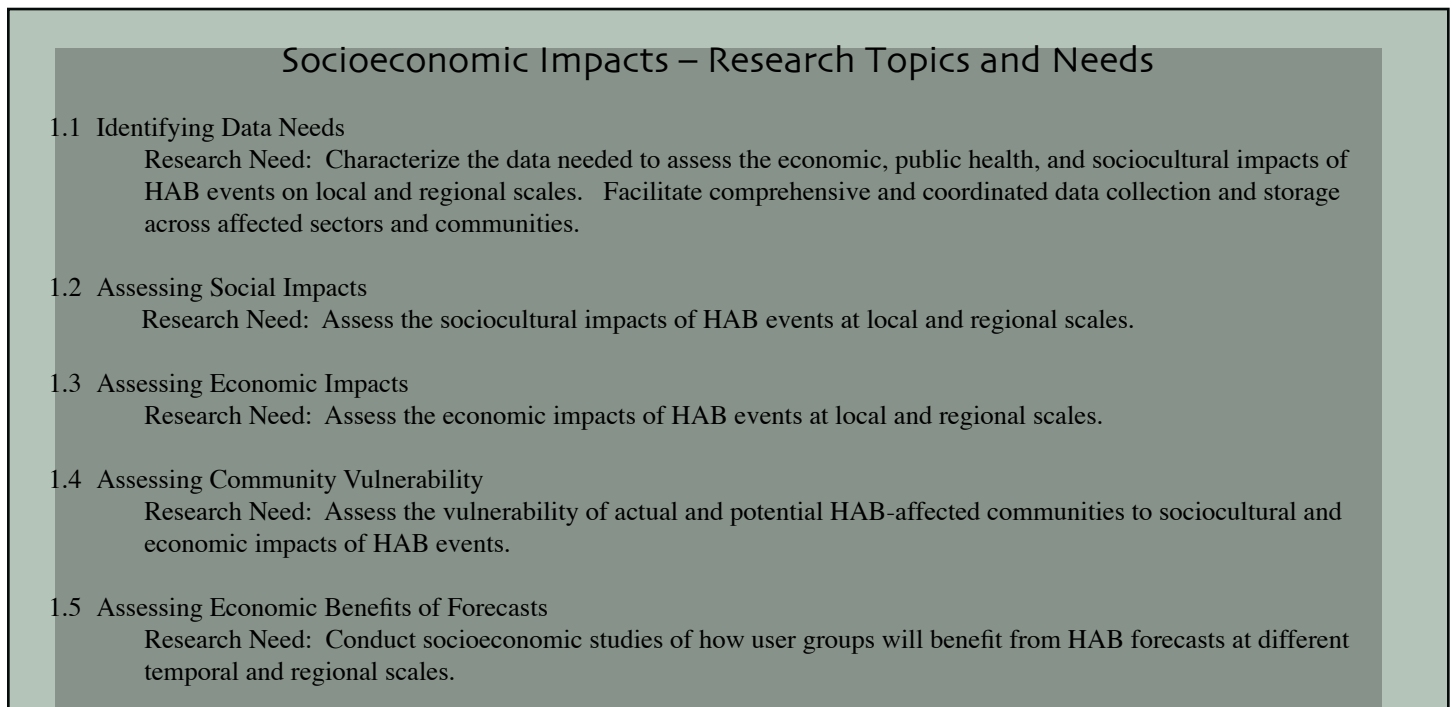 Socioeconomic Impacts – Research Topics and Needs
1.1 Identifying Data Needs
Research Need: Characterize the data needed to assess the economic, public health, and sociocultural impacts of
HAB events on local and regional scales. Facilitate comprehensive and coordinated data collection and storage
across affected sectors and communities.
1.2 Assessing Social Impacts
Research Need: Assess the sociocultural impacts of HAB events at local and regional scales.
1.3 Assessing Economic Impacts
Research Need: Assess the economic impacts of HAB events at local and regional scales.
1.4 Assessing Community Vulnerability
Research Need: Assess the vulnerability of actual and potential HAB-affected communities to sociocultural and
economic impacts of HAB events.
1.5 Assessing Economic Benefits of Forecasts
Research Need: Conduct socioeconomic studies of how user groups will benefit from HAB forecasts at different
temporal and regional scales.